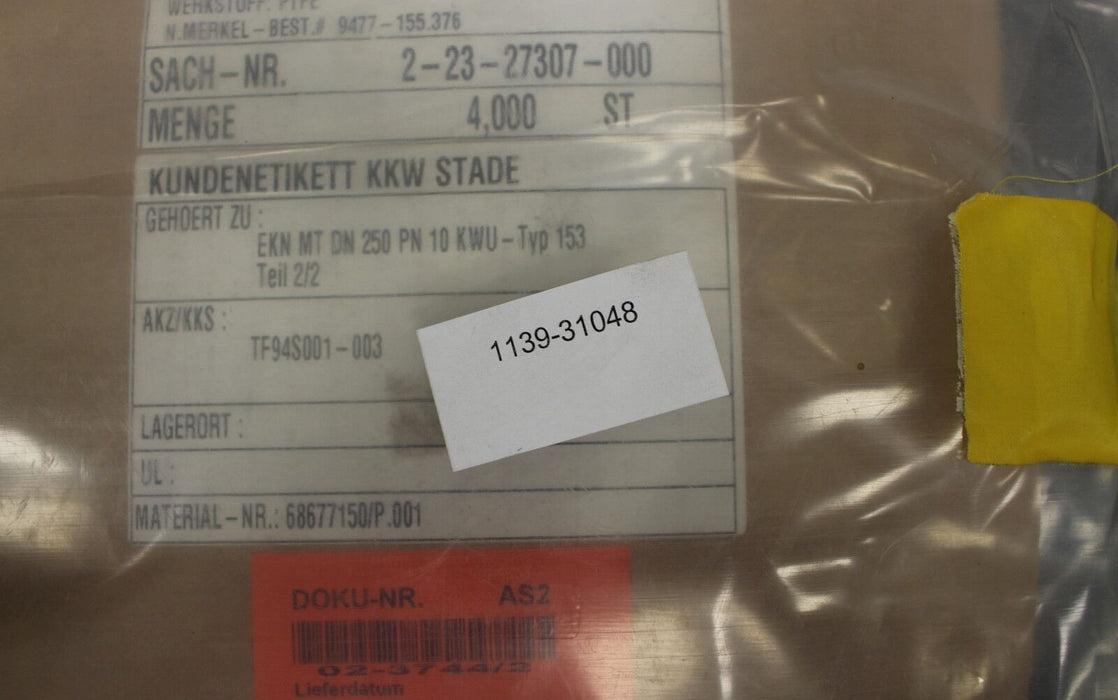 WERKSTOFF: PTFE
N.MERKEL-BEST.# 9477-155.376
SACH-NR. 2-23-27307-000
MENGE 4,000 ST
KUNDENETIKETT KKW STADE
GEHOERT ZU :
EKN MT DN 250 PN 10 KWU-Typ 153
Teil 2/2
AKZ/KKS :
TF94S001-003
1139-31048
LAGERORT :
UL :
MATERIAL-NR.: 68677150/P.001
DOKU-NR. AS2
02-3744/2
Lieferdatum